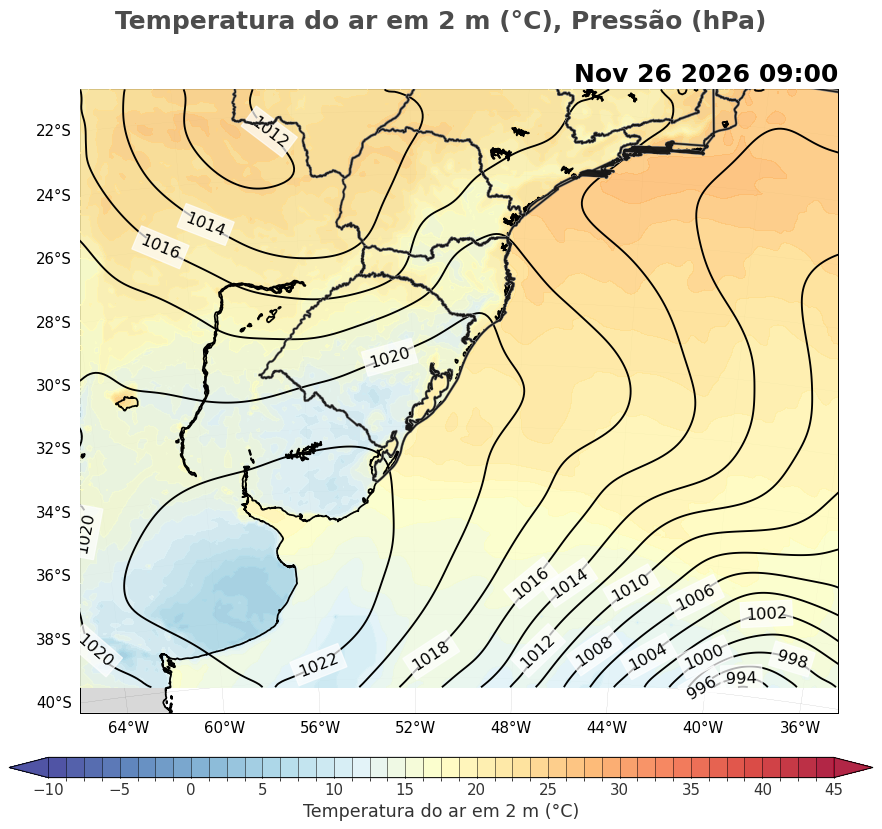 Temperatura do ar em 2 m (°C), Pressão (hPa)
Nov 26 2026 09:00
22°S
24°S
26°S
28°S
30°S
32°S
34°S
36°S
38°S
40°S
1012
1014
1016
1020
1020
1020
1022
1018
1016
1014
1012
1010
1008
1006
1004
1002
1000
998
996
994
64°W
60°W
56°W
52°W
48°W
44°W
40°W
36°W
−10
−5
0
5
10
15
20
25
30
35
40
45
Temperatura do ar em 2 m (°C)